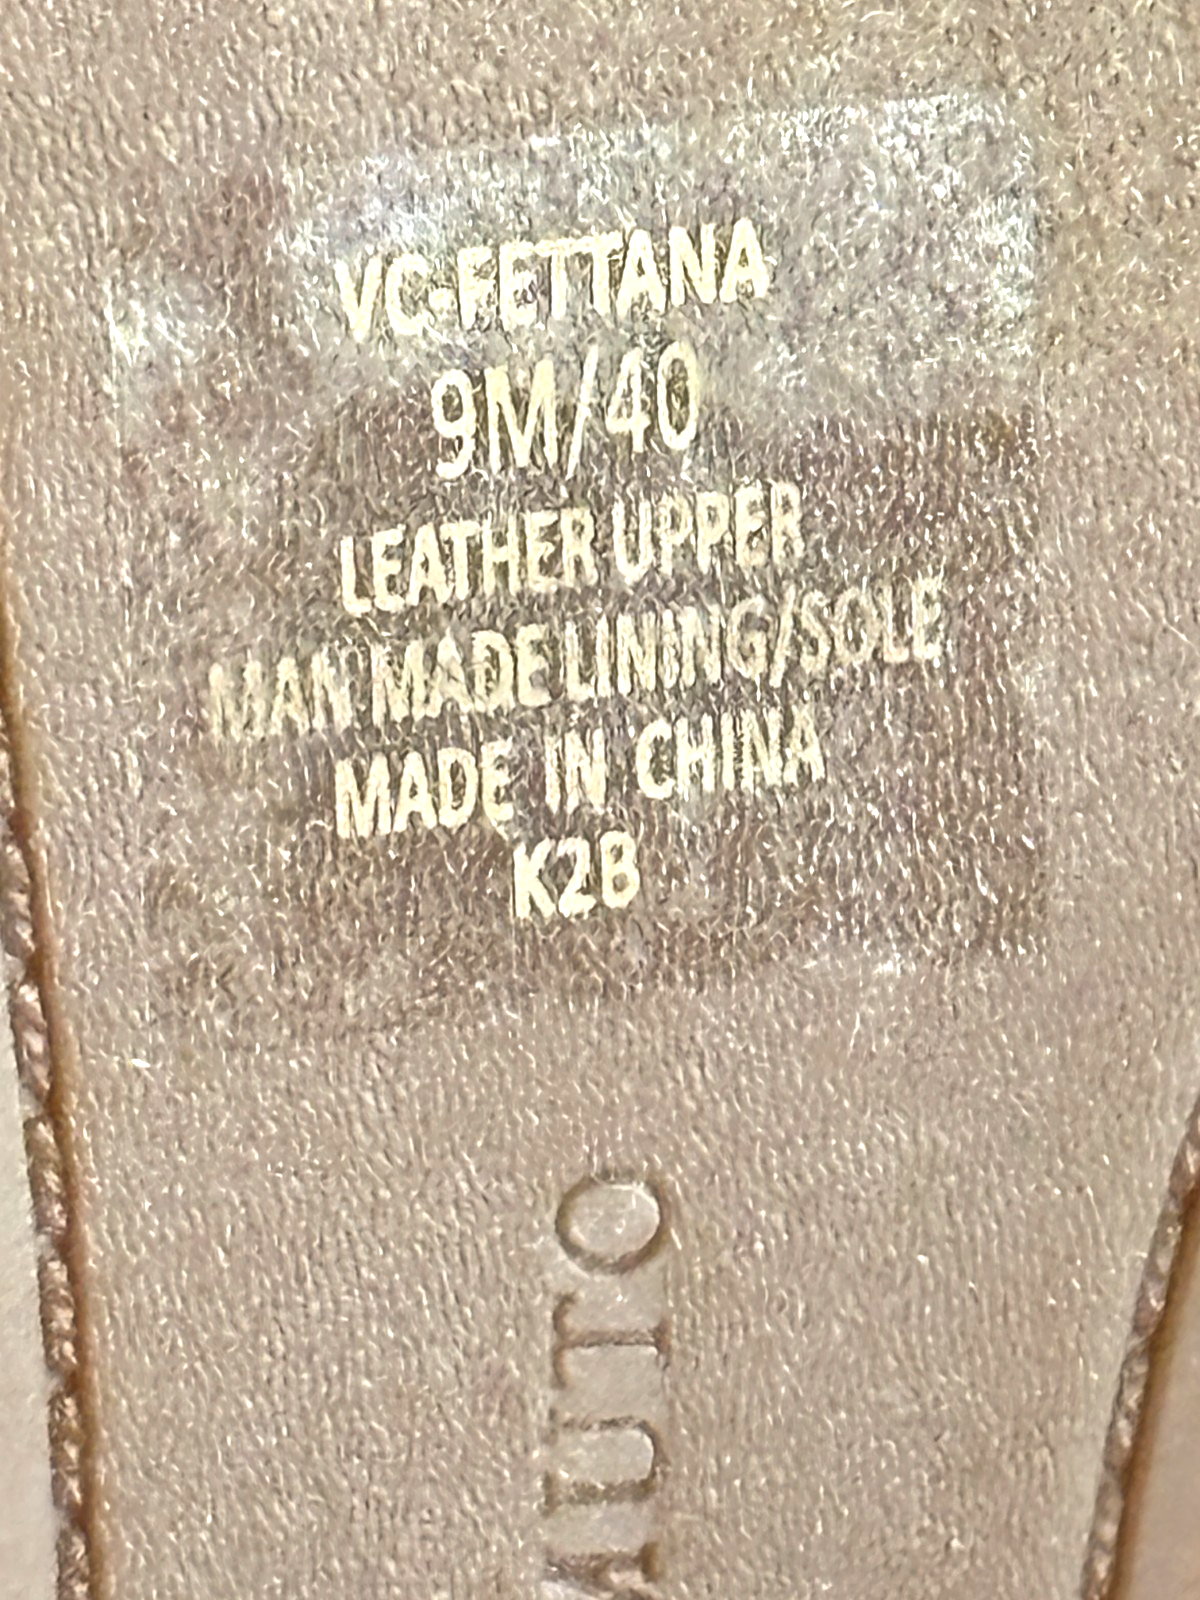 VC-FETTANA
9M/40
LEATHER UPPER
MAN MADE LINING/SOLE
MADE IN CHINA
K2B